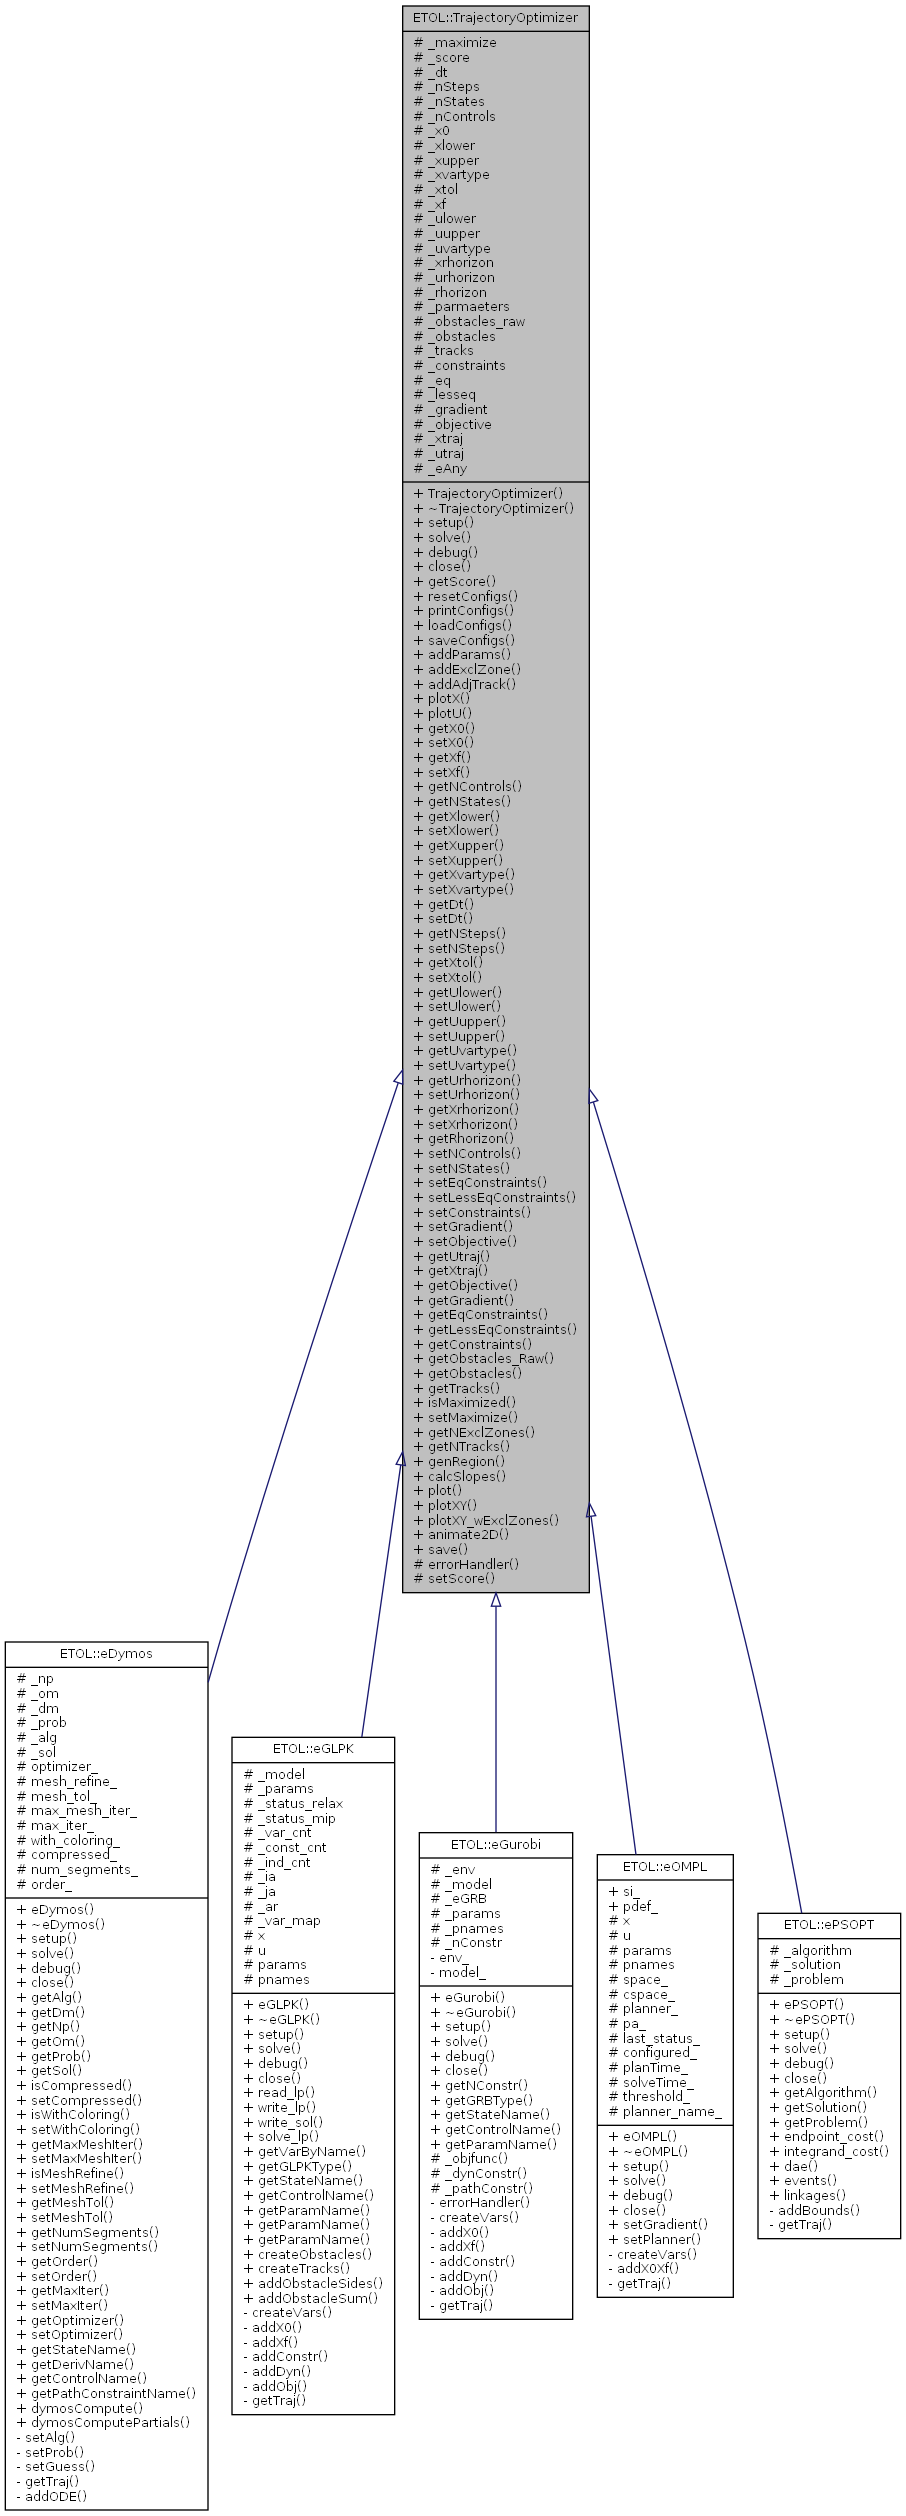 ETOL::TrajectoryOptimizer
# _maximize
# _score
# _dt
# _nSteps
# _nStates
# _nControls
# _x0
# _xlower
# _xupper
# _xvartype
# _xtol
# _xf
# _ulower
# _uupper
# _uvartype
# _xrhorizon
# _urhorizon
# _rhorizon
# _parmaeters
# _obstacles_raw
# _obstacles
# _tracks
# _constraints
# _eq
# _lesseq
# _gradient
# _objective
# _xtraj
# _utraj
# _eAny
+ TrajectoryOptimizer()
+ ~TrajectoryOptimizer()
+ setup()
+ solve()
+ debug()
+ close()
+ getScore()
+ resetConfigs()
+ printConfigs()
+ loadConfigs()
+ saveConfigs()
+ addParams()
+ addExclZone()
+ addAdjTrack()
+ plotX()
+ plotU()
+ getX0()
+ setX0()
+ getXf()
+ setXf()
+ getNControls()
+ getNStates()
+ getXlower()
+ setXlower()
+ getXupper()
+ setXupper()
+ getXvartype()
+ setXvartype()
+ getDt()
+ setDt()
+ getNSteps()
+ setNSteps()
+ getXtol()
+ setXtol()
+ getUlower()
+ setUlower()
+ getUupper()
+ setUupper()
+ getUvartype()
+ setUvartype()
+ getUrhorizon()
+ setUrhorizon()
+ getXrhorizon()
+ setXrhorizon()
+ getRhorizon()
+ setNControls()
+ setNStates()
+ setEqConstraints()
+ setLessEqConstraints()
+ setConstraints()
+ setGradient()
+ setObjective()
+ getUtraj()
+ getXtraj()
+ getObjective()
+ getGradient()
+ getEqConstraints()
+ getLessEqConstraints()
+ getConstraints()
+ getObstacles_Raw()
+ getObstacles()
+ getTracks()
+ isMaximized()
+ setMaximize()
+ getNExclZones()
+ getNTracks()
+ genRegion()
+ calcSlopes()
+ plot()
+ plotXY()
+ plotXY_wExclZones()
+ animate2D()
+ save()
# errorHandler()
# setScore()
ETOL::eDymos
# _np
# _om
# _dm
# _prob
# _alg
# _sol
# optimizer_
# mesh_refine_
# mesh_tol_
# max_mesh_iter_
# max_iter_
# with_coloring_
# compressed_
# num_segments_
# order_
+ eDymos()
+ ~eDymos()
+ setup()
+ solve()
+ debug()
+ close()
+ getAlg()
+ getDm()
+ getNp()
+ getOm()
+ getProb()
+ getSol()
+ isCompressed()
+ setCompressed()
+ isWithColoring()
+ setWithColoring()
+ getMaxMeshIter()
+ setMaxMeshIter()
+ isMeshRefine()
+ setMeshRefine()
+ getMeshTol()
+ setMeshTol()
+ getNumSegments()
+ setNumSegments()
+ getOrder()
+ setOrder()
+ getMaxIter()
+ setMaxIter()
+ getOptimizer()
+ setOptimizer()
+ getStateName()
+ getDerivName()
+ getControlName()
+ getPathConstraintName()
+ dymosCompute()
+ dymosComputePartials()
- setAlg()
- setProb()
- setGuess()
- getTraj()
- addODE()
ETOL::eGLPK
# _model
# _params
# _status_relax
# _status_mip
# _var_cnt
# _const_cnt
# _ind_cnt
# _ia
# _ja
# _ar
# _var_map
# x
# u
# params
# pnames
+ eGLPK()
+ ~eGLPK()
+ setup()
+ solve()
+ debug()
+ close()
+ read_lp()
+ write_lp()
+ write_sol()
+ solve_lp()
+ getVarByName()
+ getGLPKType()
+ getStateName()
+ getControlName()
+ getParamName()
+ getParamName()
+ getParamName()
+ createObstacles()
+ createTracks()
+ addObstacleSides()
+ addObstacleSum()
- createVars()
- addX0()
- addXf()
- addConstr()
- addDyn()
- addObj()
- getTraj()
ETOL::eGurobi
# _env
# _model
# _eGRB
# _params
# _pnames
# _nConstr
- env_
- model_
+ eGurobi()
+ ~eGurobi()
+ setup()
+ solve()
+ debug()
+ close()
+ getNConstr()
+ getGRBType()
+ getStateName()
+ getControlName()
+ getParamName()
# _objfunc()
# _dynConstr()
# _pathConstr()
- errorHandler()
- createVars()
- addX0()
- addXf()
- addConstr()
- addDyn()
- addObj()
- getTraj()
ETOL::eOMPL
+ si_
+ pdef_
# x
# u
# params
# pnames
# space_
# cspace_
# planner_
# pa_
# last_status_
# configured_
# planTime_
# solveTime_
# threshold_
# planner_name_
+ eOMPL()
+ ~eOMPL()
+ setup()
+ solve()
+ debug()
+ close()
+ setGradient()
+ setPlanner()
- createVars()
- addX0Xf()
- getTraj()
ETOL::ePSOPT
# _algorithm
# _solution
# _problem
+ ePSOPT()
+ ~ePSOPT()
+ setup()
+ solve()
+ debug()
+ close()
+ getAlgorithm()
+ getSolution()
+ getProblem()
+ endpoint_cost()
+ integrand_cost()
+ dae()
+ events()
+ linkages()
- addBounds()
- getTraj()